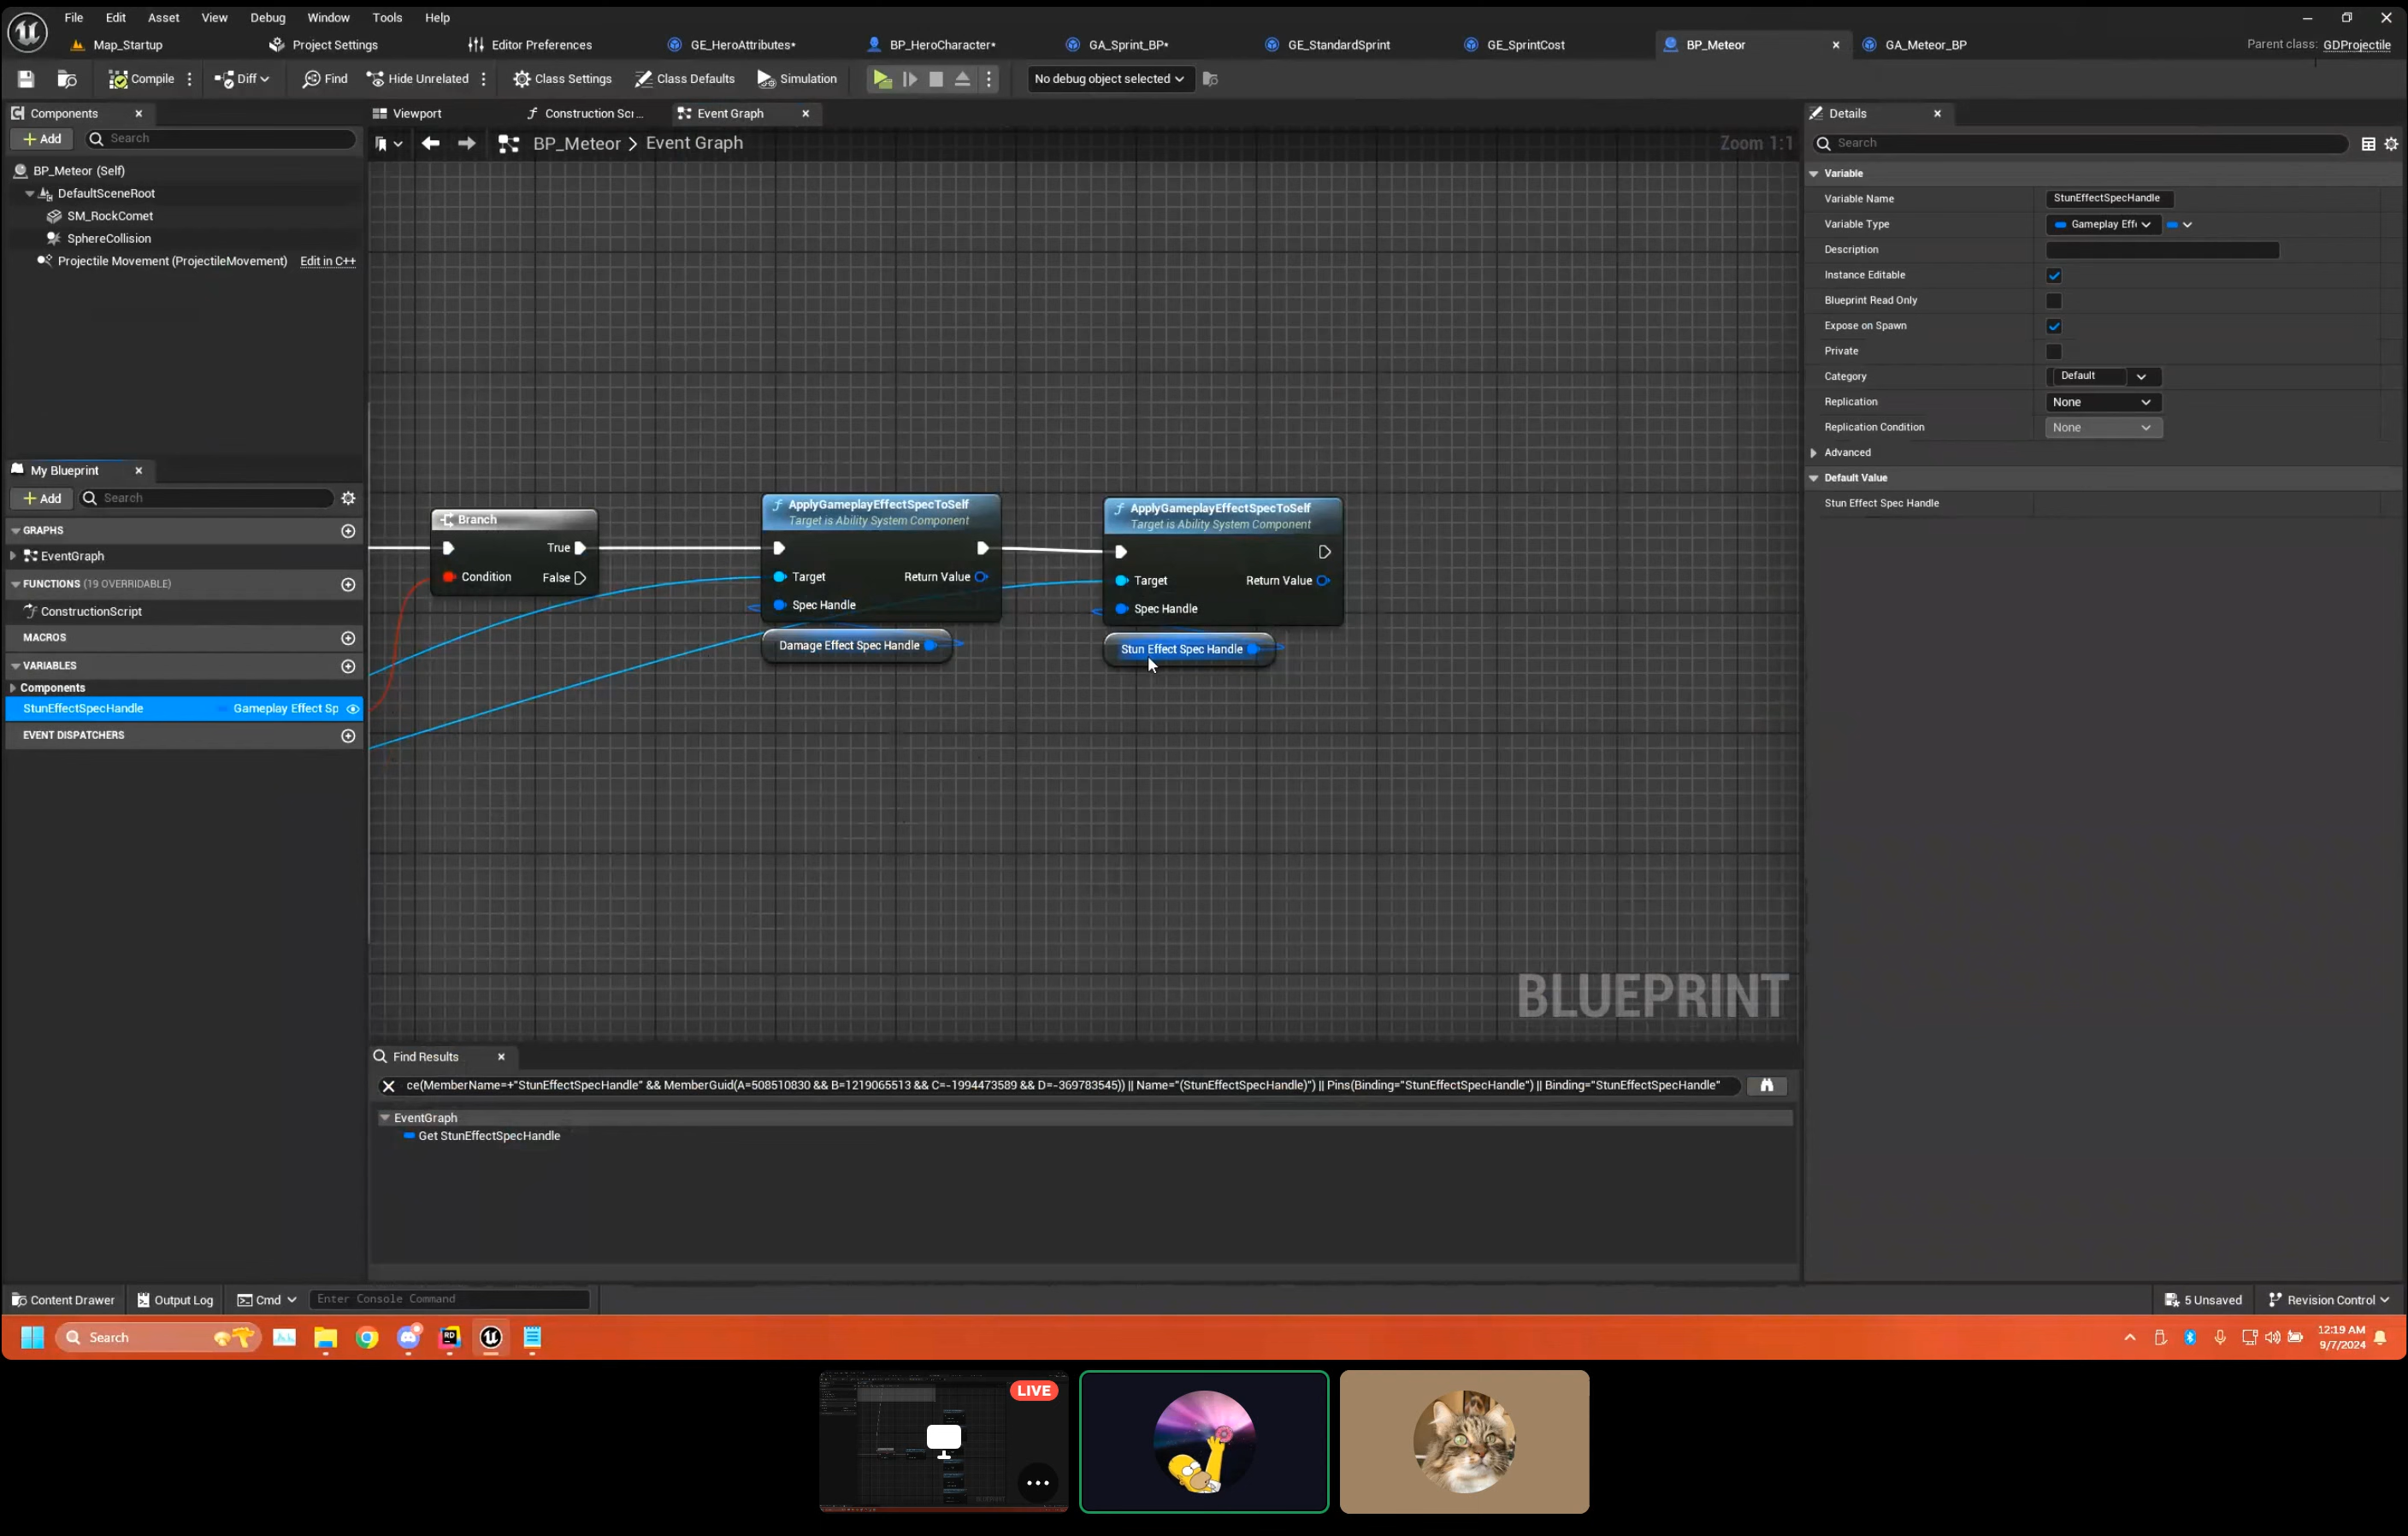 File Edit Asset View Debug Window Tools Help
Map_Startup Project Settings Editor Preferences GE_HeroAttributes* BP_HeroCharacter* GA_Sprint_BP* GE_StandardSprint GE_SprintCost BP_Meteor GA_Meteor_BP Parent class: GDProjectile
Compile Diff Find Hide Unrelated Class Settings Class Defaults Simulation No debug object selected
Components
Add Search
BP_Meteor (Self)
DefaultSceneRoot
SM_RockComet
SphereCollision
Projectile Movement (ProjectileMovement) Edit in C++
My Blueprint
Add Search
GRAPHS
EventGraph
FUNCTIONS (19 OVERRIDABLE)
ConstructionScript
MACROS
VARIABLES
Components
StunEffectSpecHandle Gameplay Effect Sp
EVENT DISPATCHERS
Viewport Construction Scr... Event Graph
BP_Meteor > Event Graph Zoom 1:1
Branch
True
Condition False
ApplyGameplayEffectSpecToSelf
Target is Ability System Component
Target Return Value
Spec Handle
Damage Effect Spec Handle
ApplyGameplayEffectSpecToSelf
Target is Ability System Component
Target Return Value
Spec Handle
Stun Effect Spec Handle
BLUEPRINT
Find Results
ce(MemberName=+"StunEffectSpecHandle" && MemberGuid(A=508510830 && B=1219065513 && C=-1994473589 && D=-369783545)) || Name="(StunEffectSpecHandle)") || Pins(Binding="StunEffectSpecHandle") || Binding="StunEffectSpecHandle"
EventGraph
Get StunEffectSpecHandle
Details
Search
Variable
Variable Name StunEffectSpecHandle
Variable Type Gameplay Effe
Description
Instance Editable
Blueprint Read Only
Expose on Spawn
Private
Category Default
Replication None
Replication Condition None
Advanced
Default Value
Stun Effect Spec Handle
Content Drawer Output Log Cmd Enter Console Command 5 Unsaved Revision Control
Search RD 12:19 AM
9/7/2024
LIVE